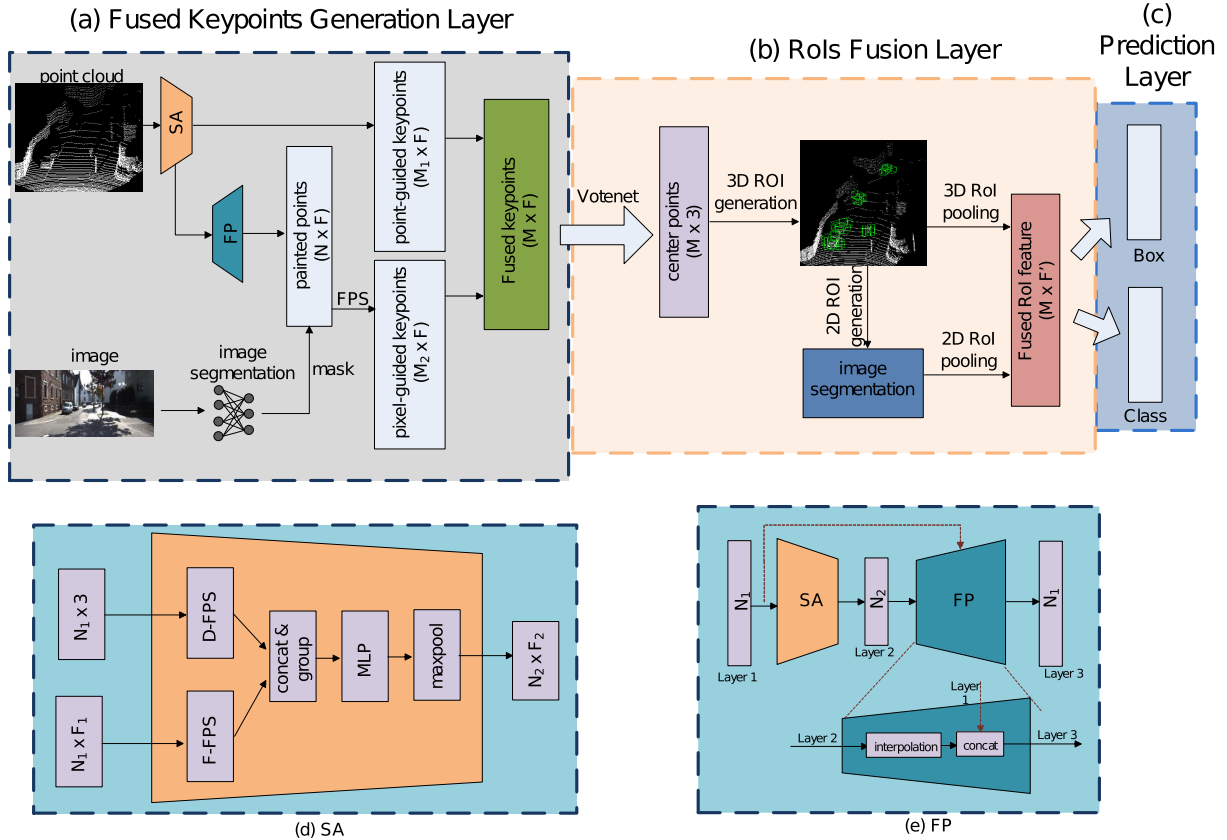 (a) Fused Keypoints Generation Layer
point cloud
SA
FP
painted points
(N x F)
point-guided keypoints
(M₁ x F)
Fused keypoints
(M x F)
FPS
pixel-guided keypoints
(M₂ x F)
image
image
segmentation
mask
Votenet
(b) RoIs Fusion Layer
center points
(M x 3)
3D ROI
generation
2D ROI
generation
3D RoI
pooling
image
segmentation
2D RoI
pooling
Fused RoI feature
(M x F')
(c)
Prediction
Layer
Box
Class
N₁ x 3
N₁ x F₁
D-FPS
F-FPS
concat &
group
MLP
maxpool
N₂ x F₂
(d) SA
N₁
Layer 1
SA
N₂
Layer 2
FP
N₁
Layer 3
Layer
1
Layer 2
interpolation
concat
Layer 3
(e) FP